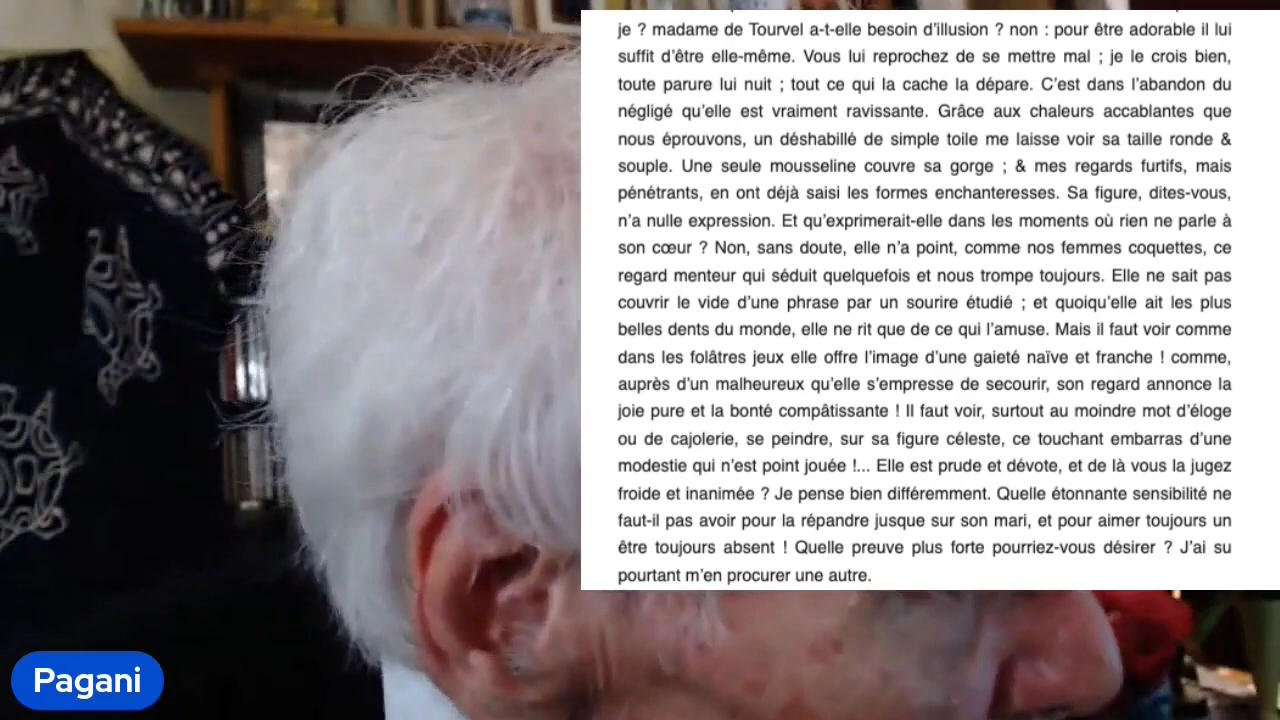 je ? madame de Tourvel a-t-elle besoin d'illusion ? non : pour être adorable il lui
suffit d'être elle-même. Vous lui reprochez de se mettre mal ; je le crois bien,
toute parure lui nuit ; tout ce qui la cache la dépare. C'est dans l'abandon du
négligé qu'elle est vraiment ravissante. Grâce aux chaleurs accablantes que
nous éprouvons, un déshabillé de simple toile me laisse voir sa taille ronde &
souple. Une seule mousseline couvre sa gorge ; & mes regards furtifs, mais
pénétrants, en ont déjà saisi les formes enchanteresses. Sa figure, dites-vous,
n'a nulle expression. Et qu'exprimerait-elle dans les moments où rien ne parle à
son cœur ? Non, sans doute, elle n'a point, comme nos femmes coquettes, ce
regard menteur qui séduit quelquefois et nous trompe toujours. Elle ne sait pas
couvrir le vide d'une phrase par un sourire étudié ; et quoiqu'elle ait les plus
belles dents du monde, elle ne rit que de ce qui l'amuse. Mais il faut voir comme
dans les folâtres jeux elle offre l'image d'une gaieté naïve et franche ! comme,
auprès d'un malheureux qu'elle s'empresse de secourir, son regard annonce la
joie pure et la bonté compâtissante ! Il faut voir, surtout au moindre mot d'éloge
ou de cajolerie, se peindre, sur sa figure céleste, ce touchant embarras d'une
modestie qui n'est point jouée !... Elle est prude et dévote, et de là vous la jugez
froide et inanimée ? Je pense bien différemment. Quelle étonnante sensibilité ne
faut-il pas avoir pour la répandre jusque sur son mari, et pour aimer toujours un
être toujours absent ! Quelle preuve plus forte pourriez-vous désirer ? J'ai su
pourtant m'en procurer une autre.
Pagani